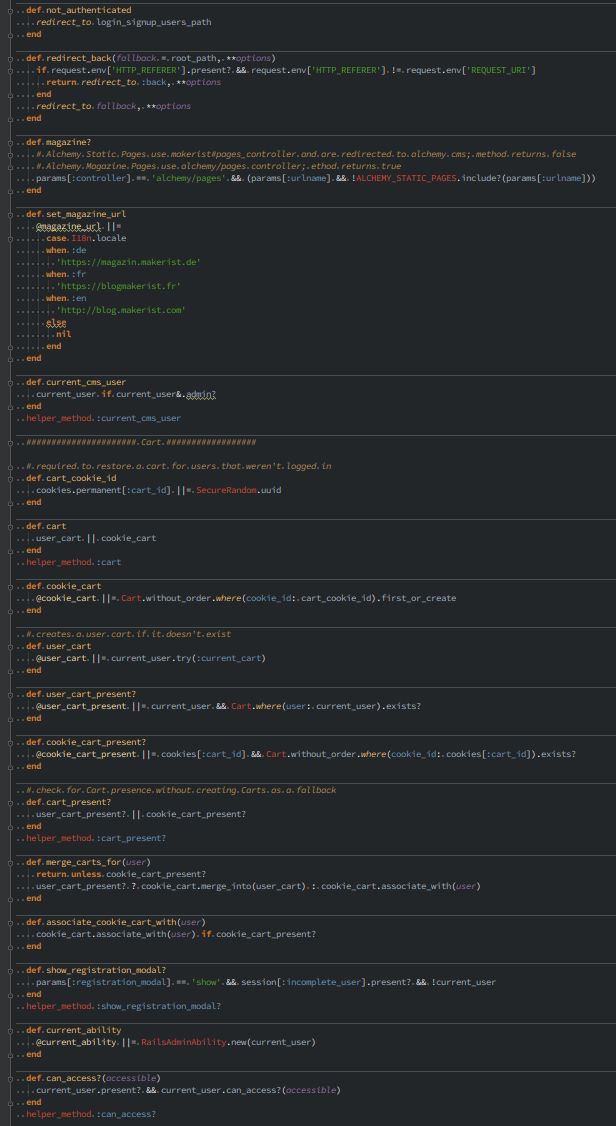 def not_authenticated
redirect_to login_signup_users_path
end
def redirect_back(fallback = root_path, **options)
if request.env['HTTP_REFERER'].present? && request.env['HTTP_REFERER'] != request.env['REQUEST_URI']
return redirect_to :back, **options
end
redirect_to fallback, **options
end
def magazine?
# Alchemy Static Pages use makerist#pages_controller and are redirected to alchemy cms; method returns false
# Alchemy Magazine Pages use alchemy/pages controller; ethod returns true
params[:controller] == 'alchemy/pages' && (params[:urlname] && !ALCHEMY_STATIC_PAGES.include?(params[:urlname]))
end
def set_magazine_url
@magazine_url ||=
case I18n.locale
when :de
'https://magazin.makerist.de'
when :fr
'https://blogmakerist.fr'
when :en
'http://blog.makerist.com'
else
nil
end
end
def current_cms_user
current_user if current_user&.admin?
end
helper_method :current_cms_user
###################### Cart ##################
# required to restore a cart for users that weren't logged in
def cart_cookie_id
cookies.permanent[:cart_id] ||= SecureRandom.uuid
end
def cart
user_cart || cookie_cart
end
helper_method :cart
def cookie_cart
@cookie_cart ||= Cart.without_order.where(cookie_id: cart_cookie_id).first_or_create
end
# creates a user cart if it doesn't exist
def user_cart
@user_cart ||= current_user.try(:current_cart)
end
def user_cart_present?
@user_cart_present ||= current_user && Cart.where(user: current_user).exists?
end
def cookie_cart_present?
@cookie_cart_present ||= cookies[:cart_id] && Cart.without_order.where(cookie_id: cookies[:cart_id]).exists?
end
# check for Cart presence without creating Carts as a fallback
def cart_present?
user_cart_present? || cookie_cart_present?
end
helper_method :cart_present?
def merge_carts_for(user)
return unless cookie_cart_present?
user_cart_present? ? cookie_cart.merge_into(user_cart) : cookie_cart.associate_with(user)
end
def associate_cookie_cart_with(user)
cookie_cart.associate_with(user) if cookie_cart_present?
end
def show_registration_modal?
params[:registration_modal] == 'show' && session[:incomplete_user].present? && !current_user
end
helper_method :show_registration_modal?
def current_ability
@current_ability ||= RailsAdminAbility.new(current_user)
end
def can_access?(accessible)
current_user.present? && current_user.can_access?(accessible)
end
helper_method :can_access?